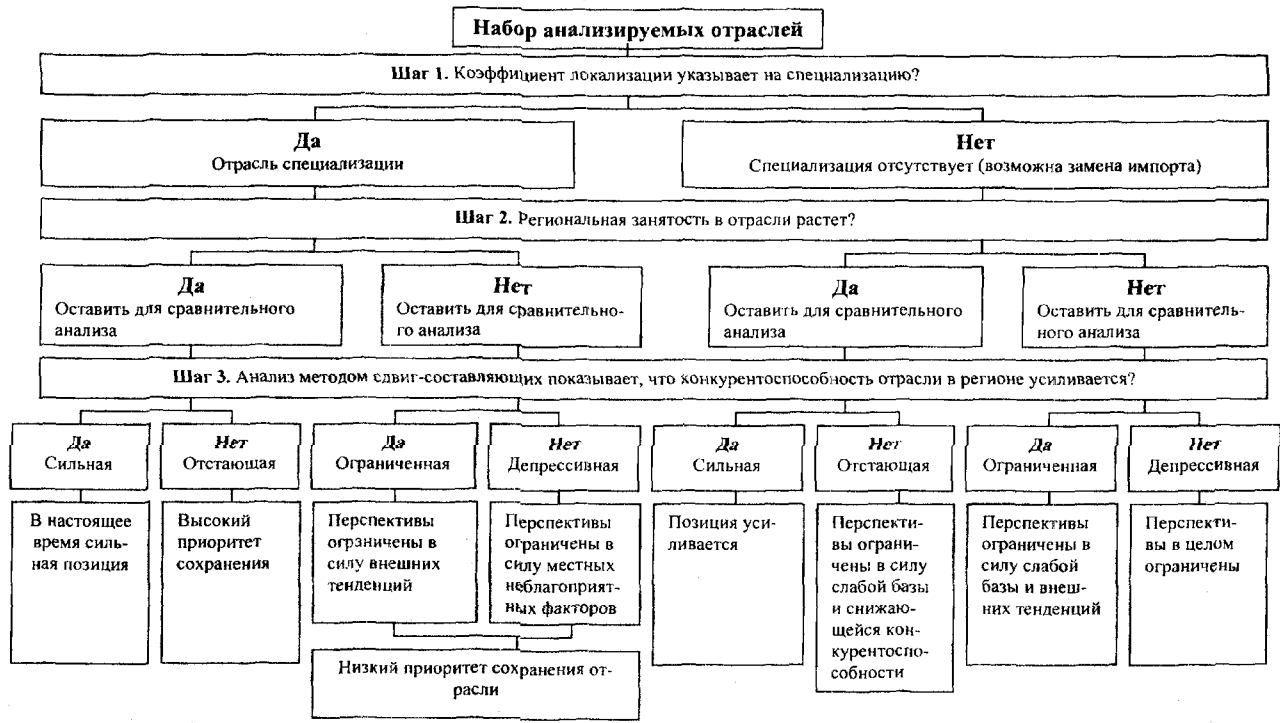 Набор анализируемых отраслей
Шаг 1. Коэффициент локализации указывает на специализацию?
Да
Отрасль специализации
Нет
Специализация отсутствует (возможна замена импорта)
Шаг 2. Региональная занятость в отрасли растет?
Да
Оставить для сравнительного
анализа
Нет
Оставить для сравнительно-
го анализа
Да
Оставить для сравнительного
анализа
Нет
Оставить для сравнитель-
ного анализа
Шаг 3. Анализ методом сдвиг-составляющих показывает, что конкурентоспособность отрасли в регионе усиливается?
Да
Сильная
Нет
Отстающая
Да
Ограниченная
Нет
Депрессивная
Да
Сильная
Нет
Отстающая
Да
Ограниченная
Нет
Депрессивная
В настоящее
время силь-
ная позиция
Высокий
приоритет
сохранения
Перспективы
ограничены в
силу внешних
тенденций
Перспективы
ограничены в
силу местных
неблагоприят-
ных факторов
Позиция уси-
ливается
Перспекти-
вы ограни-
чены в силу
слабой базы
и снижаю-
щейся кон-
курентоспо-
собности
Перспективы
ограничены в
силу слабой
базы и внеш-
них тенденций
Перспекти-
вы в целом
ограничены
Низкий приоритет сохранения от-
расли